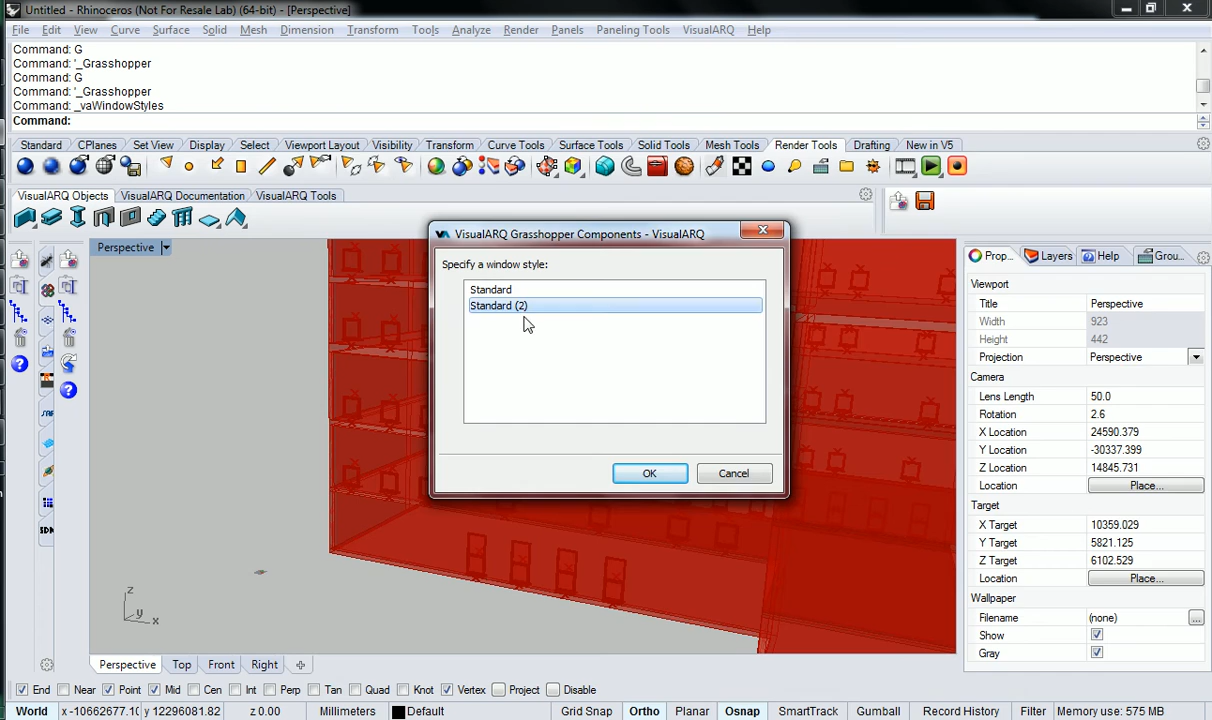 Untitled - Rhinoceros (Not For Resale Lab) (64-bit) - [Perspective]
File Edit View Curve Surface Solid Mesh Dimension Transform Tools Analyze Render Panels Paneling Tools VisualARQ Help
Command: G
Command: '_Grasshopper
Command: G
Command: '_Grasshopper
Command: _vaWindowStyles
Command:
Standard CPlanes Set View Display Select Viewport Layout Visibility Transform Curve Tools Surface Tools Solid Tools Mesh Tools Render Tools Drafting New in V5
VisualARQ Objects VisualARQ Documentation VisualARQ Tools
Perspective
VisualARQ Grasshopper Components - VisualARQ
Specify a window style:
Standard
Standard (2)
OK Cancel
Prop... Layers Help Grou...
Viewport
Title Perspective
Width 923
Height 442
Projection Perspective
Camera
Lens Length 50.0
Rotation 2.6
X Location 24590.379
Y Location -30337.399
Z Location 14845.731
Location Place...
Target
X Target 10359.029
Y Target 5821.125
Z Target 6102.529
Location Place...
Wallpaper
Filename (none) ...
Show
Gray
SDK
z
y
x
Perspective Top Front Right
End Near Point Mid Cen Int Perp Tan Quad Knot Vertex Project Disable
World x -10662677.10 y 12296081.82 z 0.00 Millimeters Default Grid Snap Ortho Planar Osnap SmartTrack Gumball Record History Filter Memory use: 575 MB